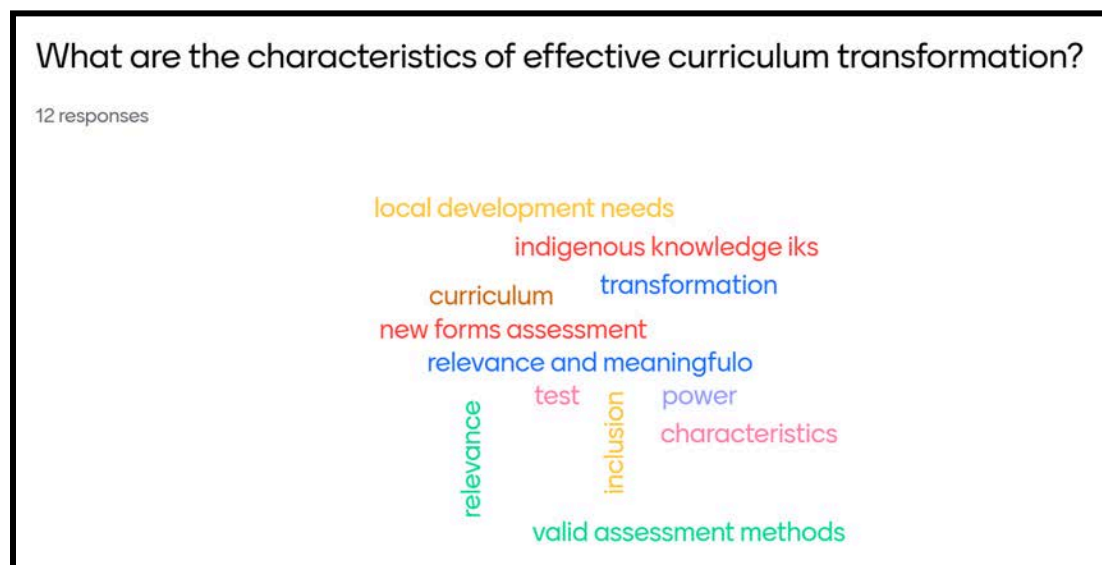 What are the characteristics of effective curriculum transformation?
12 responses
local development needs
indigenous knowledge iks
transformation
curriculum
new forms assessment
relevance and meaningfulo
test
power
relevance
inclusion
characteristics
valid assessment methods